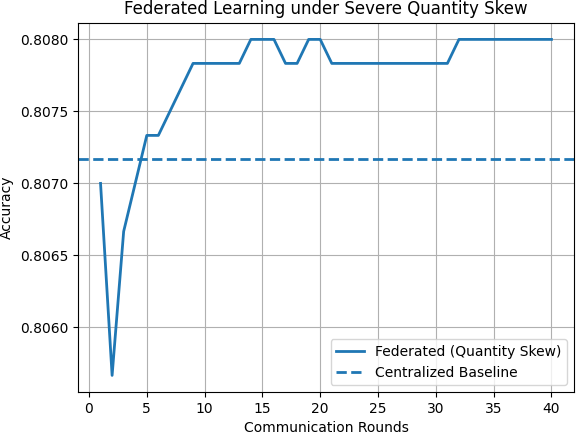 Federated Learning under Severe Quantity Skew
Accuracy
0.8080
0.8075
0.8070
0.8065
0.8060
Federated (Quantity Skew)
Centralized Baseline
0 5 10 15 20 25 30 35 40
Communication Rounds